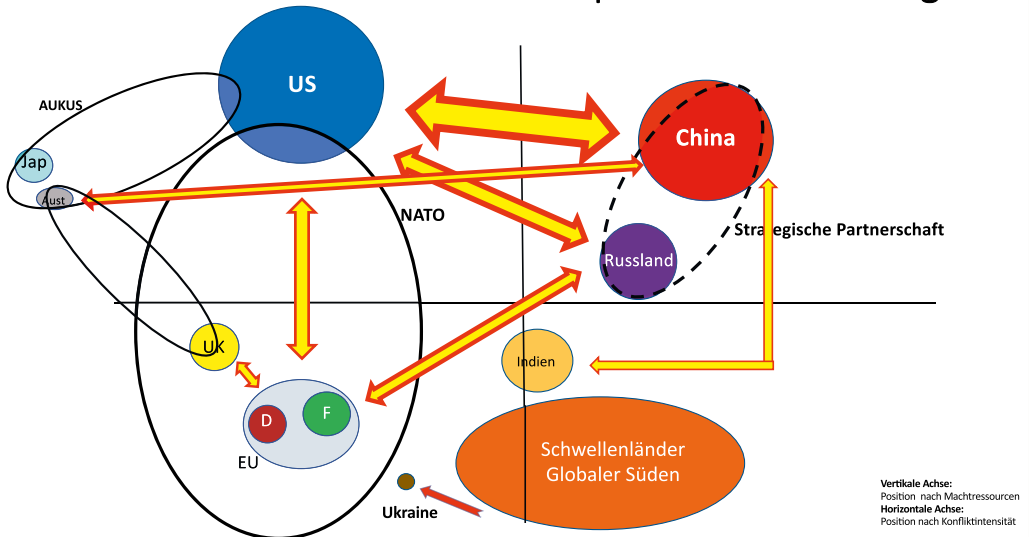 US
AUKUS
China
Jap
Aust
NATO
Strategische Partnerschaft
Russland
UK
Indien
D
F
EU
Schwellenländer
Globaler Süden
Ukraine
Vertikale Achse:
Position nach Machtressourcen
Horizontale Achse:
Position nach Konfliktintensität